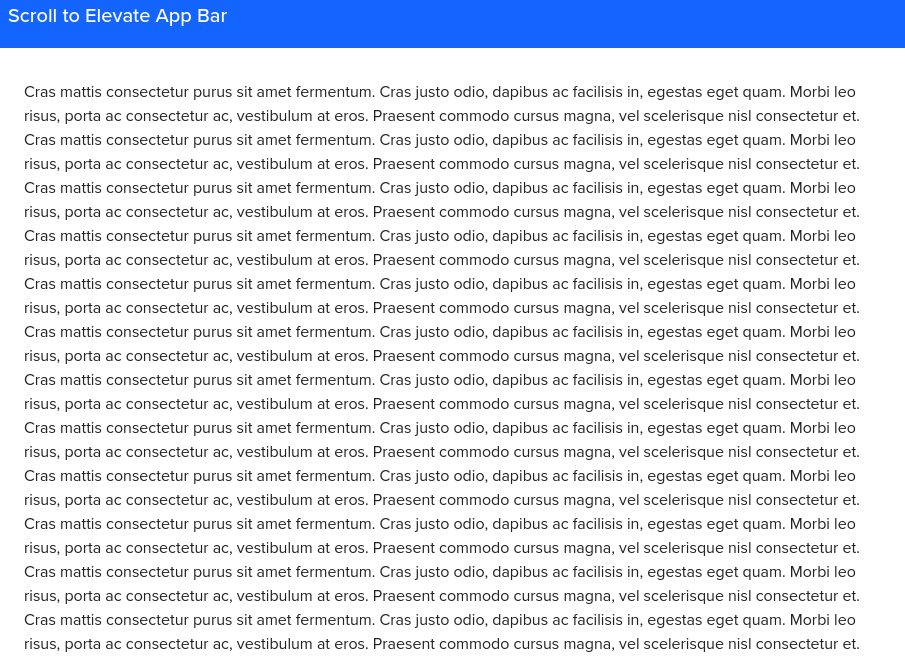 Scroll to Elevate App Bar
Cras mattis consectetur purus sit amet fermentum. Cras justo odio, dapibus ac facilisis in, egestas eget quam. Morbi leo
risus, porta ac consectetur ac, vestibulum at eros. Praesent commodo cursus magna, vel scelerisque nisl consectetur et.
Cras mattis consectetur purus sit amet fermentum. Cras justo odio, dapibus ac facilisis in, egestas eget quam. Morbi leo
risus, porta ac consectetur ac, vestibulum at eros. Praesent commodo cursus magna, vel scelerisque nisl consectetur et.
Cras mattis consectetur purus sit amet fermentum. Cras justo odio, dapibus ac facilisis in, egestas eget quam. Morbi leo
risus, porta ac consectetur ac, vestibulum at eros. Praesent commodo cursus magna, vel scelerisque nisl consectetur et.
Cras mattis consectetur purus sit amet fermentum. Cras justo odio, dapibus ac facilisis in, egestas eget quam. Morbi leo
risus, porta ac consectetur ac, vestibulum at eros. Praesent commodo cursus magna, vel scelerisque nisl consectetur et.
Cras mattis consectetur purus sit amet fermentum. Cras justo odio, dapibus ac facilisis in, egestas eget quam. Morbi leo
risus, porta ac consectetur ac, vestibulum at eros. Praesent commodo cursus magna, vel scelerisque nisl consectetur et.
Cras mattis consectetur purus sit amet fermentum. Cras justo odio, dapibus ac facilisis in, egestas eget quam. Morbi leo
risus, porta ac consectetur ac, vestibulum at eros. Praesent commodo cursus magna, vel scelerisque nisl consectetur et.
Cras mattis consectetur purus sit amet fermentum. Cras justo odio, dapibus ac facilisis in, egestas eget quam. Morbi leo
risus, porta ac consectetur ac, vestibulum at eros. Praesent commodo cursus magna, vel scelerisque nisl consectetur et.
Cras mattis consectetur purus sit amet fermentum. Cras justo odio, dapibus ac facilisis in, egestas eget quam. Morbi leo
risus, porta ac consectetur ac, vestibulum at eros. Praesent commodo cursus magna, vel scelerisque nisl consectetur et.
Cras mattis consectetur purus sit amet fermentum. Cras justo odio, dapibus ac facilisis in, egestas eget quam. Morbi leo
risus, porta ac consectetur ac, vestibulum at eros. Praesent commodo cursus magna, vel scelerisque nisl consectetur et.
Cras mattis consectetur purus sit amet fermentum. Cras justo odio, dapibus ac facilisis in, egestas eget quam. Morbi leo
risus, porta ac consectetur ac, vestibulum at eros. Praesent commodo cursus magna, vel scelerisque nisl consectetur et.
Cras mattis consectetur purus sit amet fermentum. Cras justo odio, dapibus ac facilisis in, egestas eget quam. Morbi leo
risus, porta ac consectetur ac, vestibulum at eros. Praesent commodo cursus magna, vel scelerisque nisl consectetur et.
Cras mattis consectetur purus sit amet fermentum. Cras justo odio, dapibus ac facilisis in, egestas eget quam. Morbi leo
risus, porta ac consectetur ac, vestibulum at eros. Praesent commodo cursus magna, vel scelerisque nisl consectetur et.